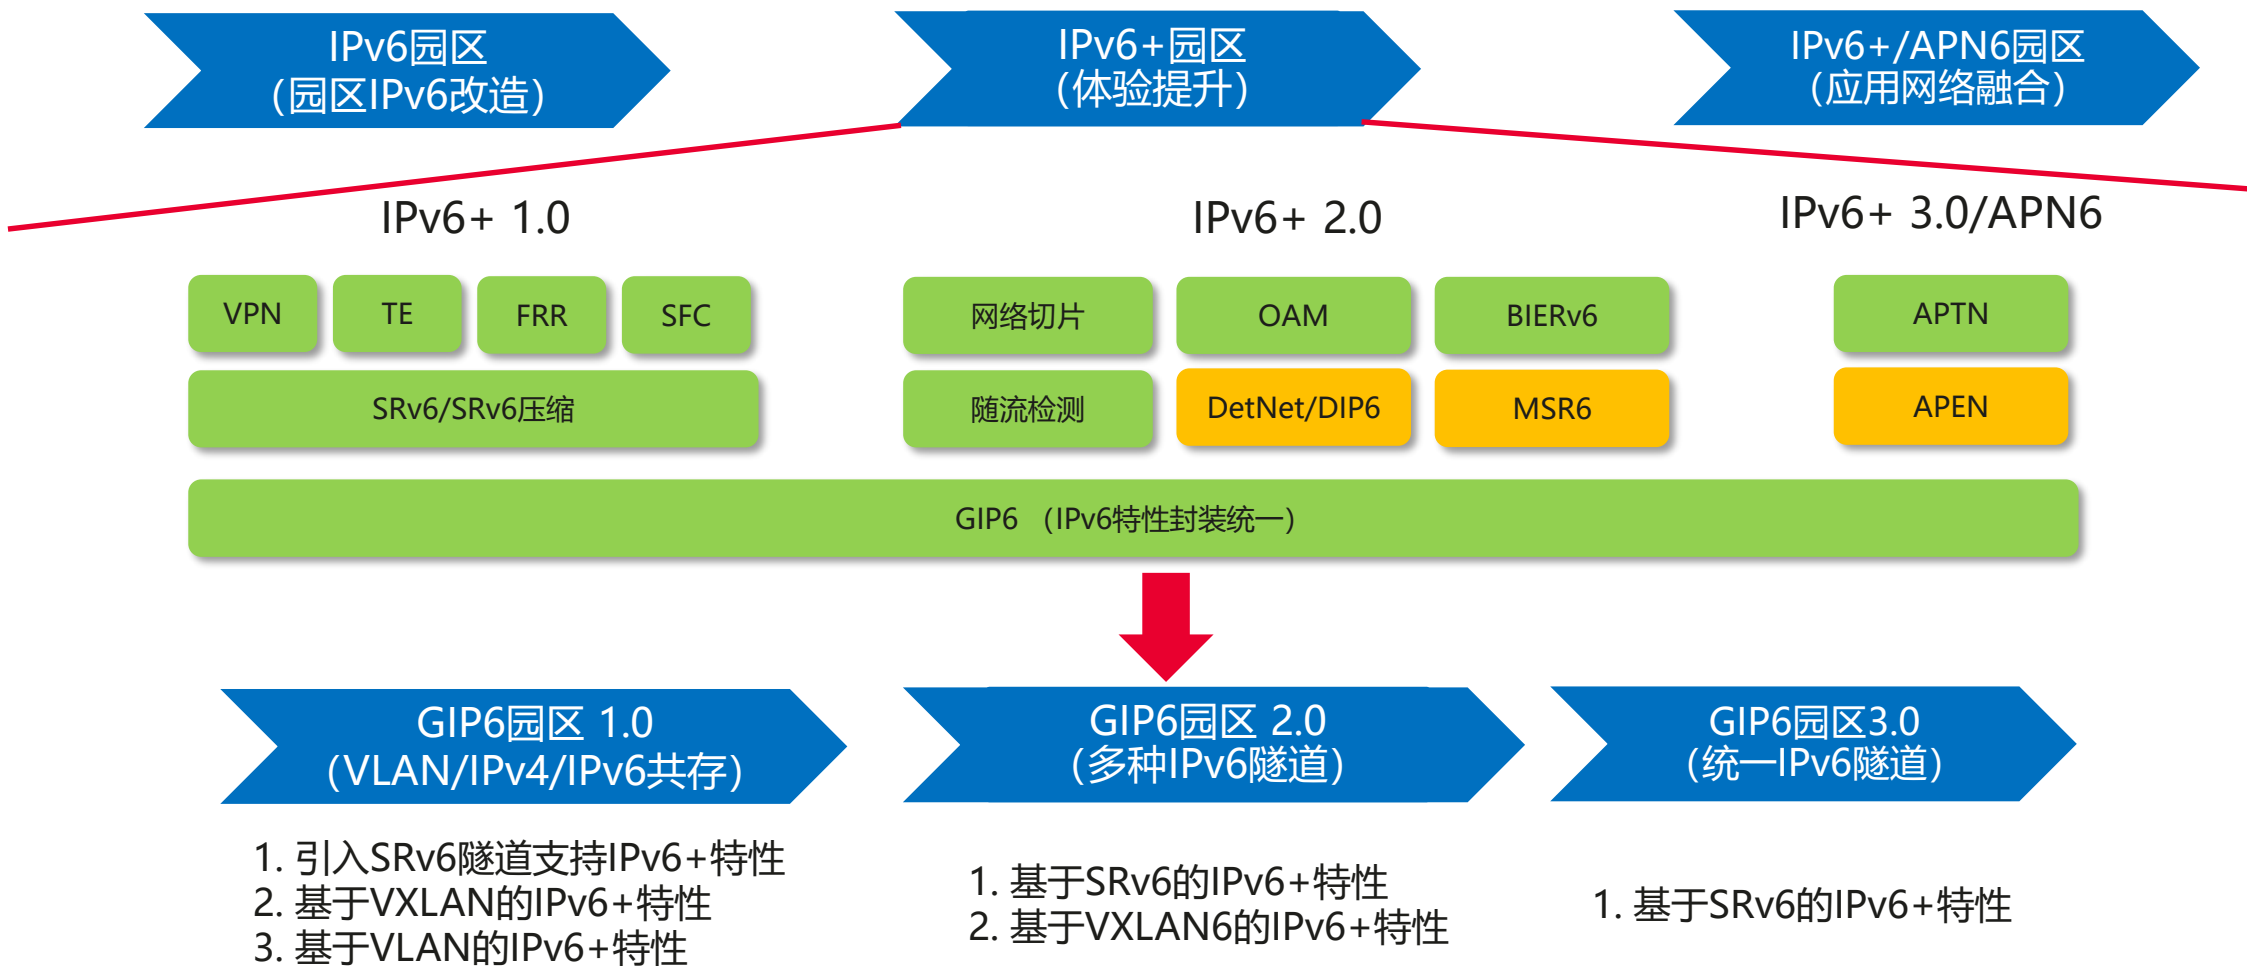 IPv6园区
（园区IPv6改造）
IPv6+园区
（体验提升）
IPv6+/APN6园区
（应用网络融合）
IPv6+ 1.0
IPv6+ 2.0
IPv6+ 3.0/APN6
VPN
TE
FRR
SFC
网络切片
OAM
BIERv6
APTN
SRv6/SRv6压缩
随流检测
DetNet/DIP6
MSR6
APEN
GIP6 （IPv6特性封装统一）
GIP6园区 1.0
（VLAN/IPv4/IPv6共存）
GIP6园区 2.0
（多种IPv6隧道）
GIP6园区3.0
（统一IPv6隧道）
1. 引入SRv6隧道支持IPv6+特性
2. 基于VXLAN的IPv6+特性
3. 基于VLAN的IPv6+特性
1. 基于SRv6的IPv6+特性
2. 基于VXLAN6的IPv6+特性
1. 基于SRv6的IPv6+特性